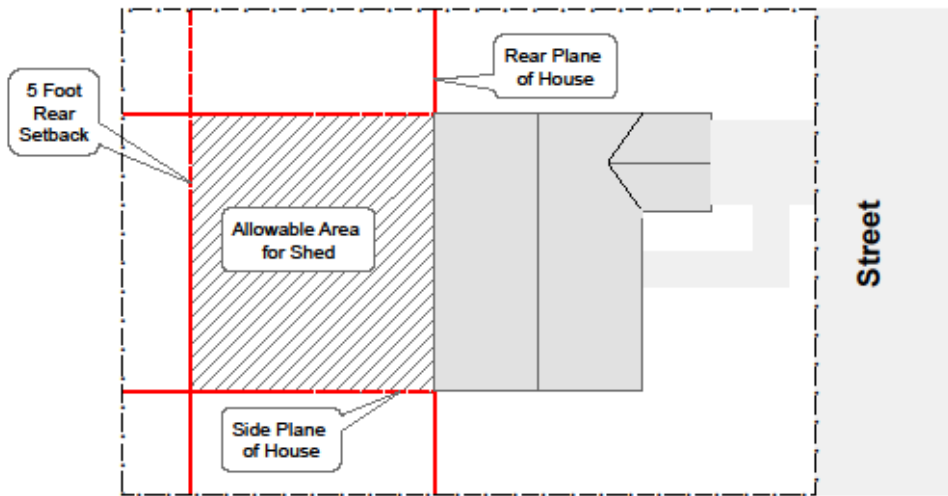 Rear Plane
of House
5 Foot
Rear
Setback
Allowable Area
for Shed
Street
Side Plane
of House